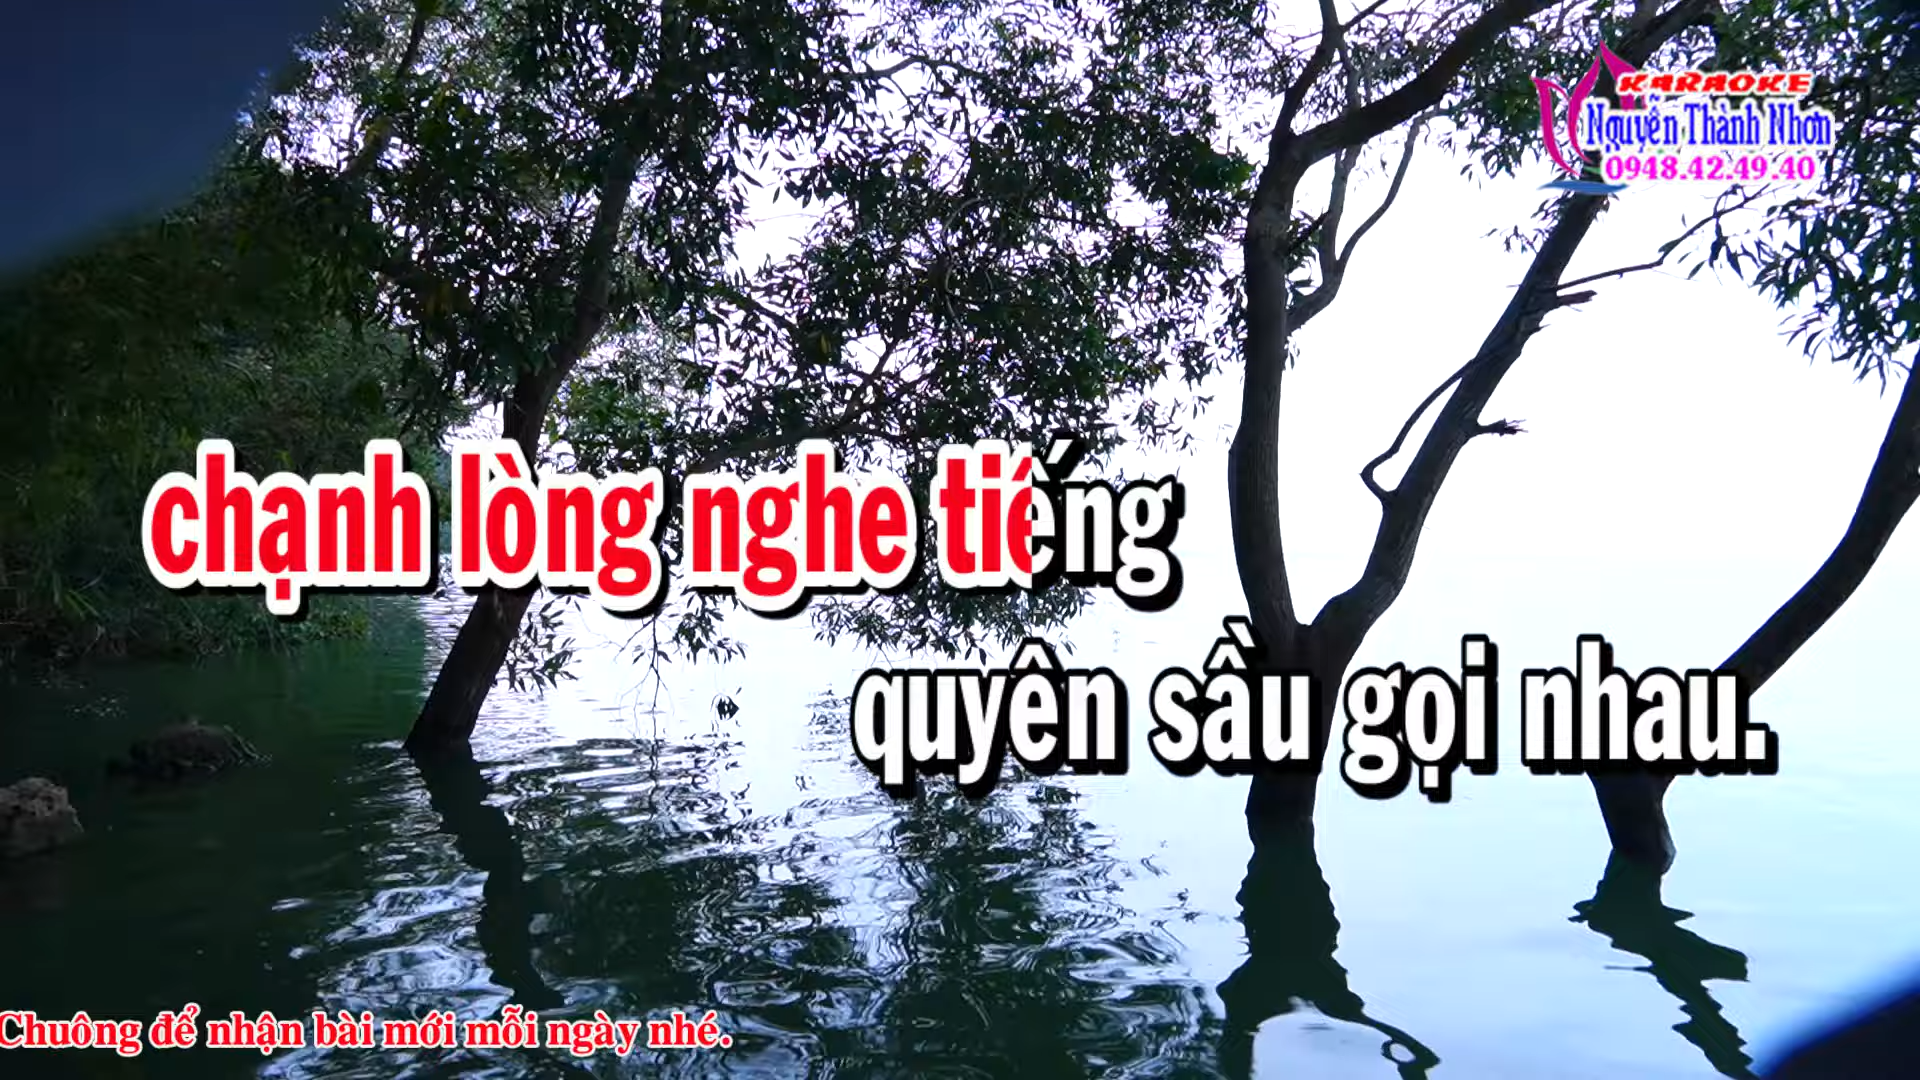 KARAOKE
Nguyễn Thành Nhơn
0948.42.49.40
chạnh lòng nghe tiếng
quyên sầu gọi nhau.
Chuông để nhận bài mới mỗi ngày nhé.